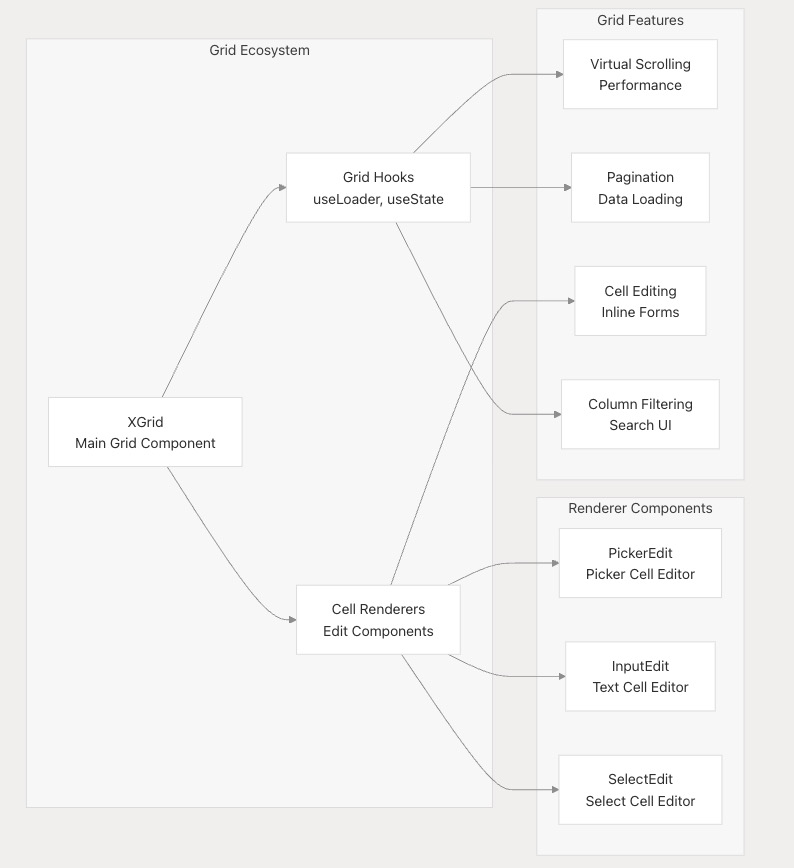 Grid Ecosystem
XGrid
Main Grid Component
Grid Hooks
useLoader, useState
Cell Renderers
Edit Components
Grid Features
Virtual Scrolling
Performance
Pagination
Data Loading
Cell Editing
Inline Forms
Column Filtering
Search UI
Renderer Components
PickerEdit
Picker Cell Editor
InputEdit
Text Cell Editor
SelectEdit
Select Cell Editor